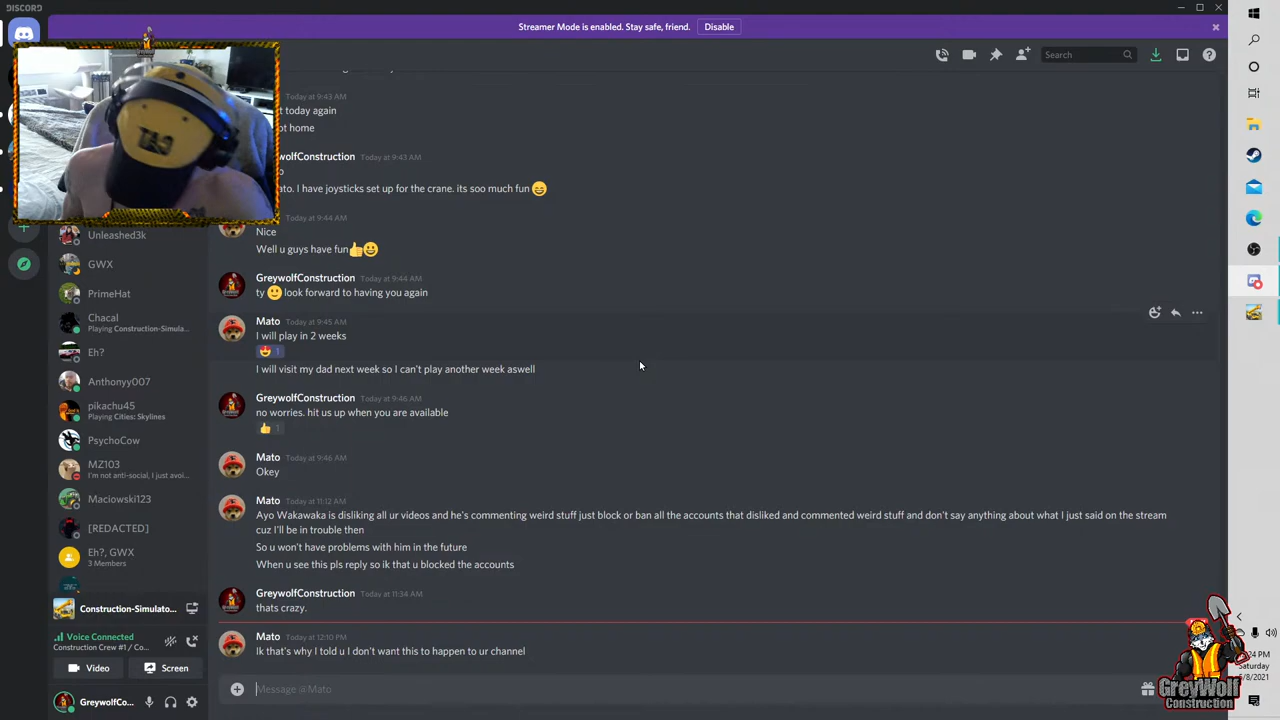 DISCORD
Streamer Mode is enabled. Stay safe, friend.
Disable
Search
Today at 9:43 AM
t today again
ot home
ywolfConstruction Today at 9:43 AM
ato. I have joysticks set up for the crane. its soo much fun 😄
Today at 9:44 AM
Nice
Well u guys have fun👍😀
GreywolfConstruction Today at 9:44 AM
ty 🙂 look forward to having you again
Mato Today at 9:45 AM
I will play in 2 weeks
😍 1
I will visit my dad next week so I can't play another week aswell
GreywolfConstruction Today at 9:46 AM
no worries. hit us up when you are available
👍 1
Mato Today at 9:46 AM
Okey
Mato Today at 11:12 AM
Ayo Wakawaka is disliking all ur videos and he's commenting weird stuff just block or ban all the accounts that disliked and commented weird stuff and don't say anything about what I just said on the stream
cuz I'll be in trouble then
So u won't have problems with him in the future
When u see this pls reply so ik that u blocked the accounts
GreywolfConstruction Today at 11:34 AM
thats crazy.
Mato Today at 12:10 PM
Ik that's why I told u I don't want this to happen to ur channel
Message @Mato
Unleashed3k
GWX
PrimeHat
Chacal
Playing Construction-Simula...
Eh?
Anthonyy007
pikachu45
Playing Cities: Skylines
PsychoCow
MZ103
I'm not anti-social, I just avoi...
Maciowski123
[REDACTED]
Eh?, GWX
3 Members
Construction-Simulato...
Voice Connected
Construction Crew #1 / Co...
Video
Screen
GreywolfCo...
24 PM
Saturday
/8/2021
GREYWOLF
CONSTRUCTION